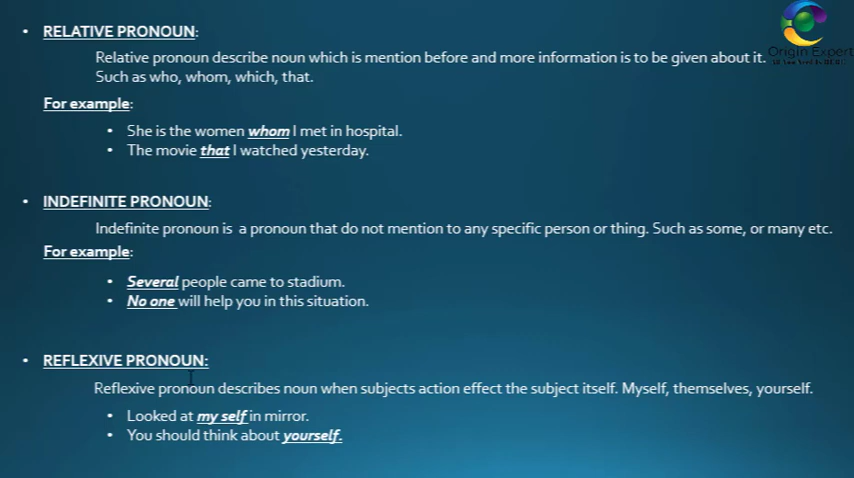 • RELATIVE PRONOUN:
Origin Expert
Relative pronoun describe noun which is mention before and more information is to be given about it.
Such as who, whom, which, that.
For example:
• She is the women whom I met in hospital.
• The movie that I watched yesterday.
• INDEFINITE PRONOUN:
Indefinite pronoun is a pronoun that do not mention to any specific person or thing. Such as some, or many etc.
For example:
• Several people came to stadium.
• No one will help you in this situation.
• REFLEXIVE PRONOUN:
Reflexive pronoun describes noun when subjects action effect the subject itself. Myself, themselves, yourself.
• Looked at my self in mirror.
• You should think about yourself.